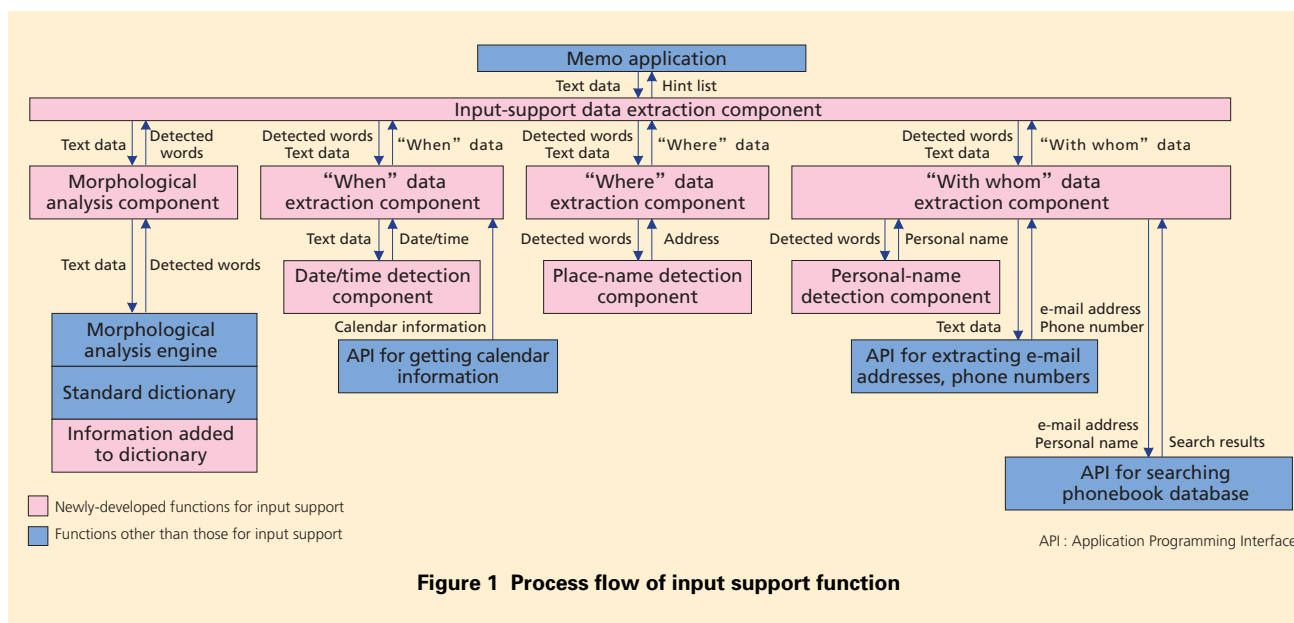 Memo application
Text data
Hint list
Input-support data extraction component
Text data
Detected
words
Detected words
Text data
“When” data
Detected words
Text data
“Where” data
Detected words
Text data
“With whom” data
Morphological
analysis component
“When” data
extraction component
“Where” data
extraction component
“With whom” data
extraction component
Text data
Detected words
Text data
Date/time
Detected words
Address
Detected words
Personal name
Date/time detection
component
Place-name detection
component
Personal-name
detection component
Calendar information
Text data
e-mail address
Phone number
Morphological
analysis engine
Standard dictionary
Information added
to dictionary
API for getting calendar
information
API for extracting e-mail
addresses, phone numbers
e-mail address
Personal name
Search results
API for searching
phonebook database
Newly-developed functions for input support
Functions other than those for input support
API : Application Programming Interface
Figure 1 Process flow of input support function